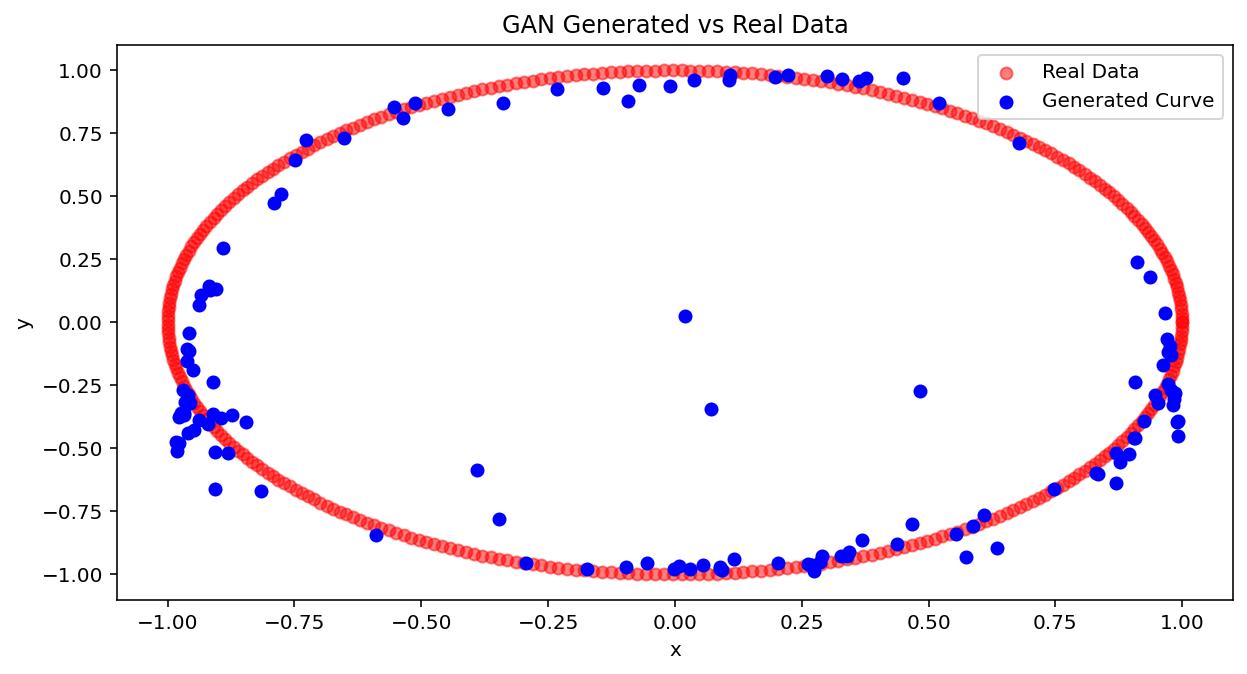 GAN Generated vs Real Data
Real Data
Generated Curve
1.00
0.75
0.50
0.25
0.00
−0.25
−0.50
−0.75
−1.00
y
−1.00 −0.75 −0.50 −0.25 0.00 0.25 0.50 0.75 1.00
x